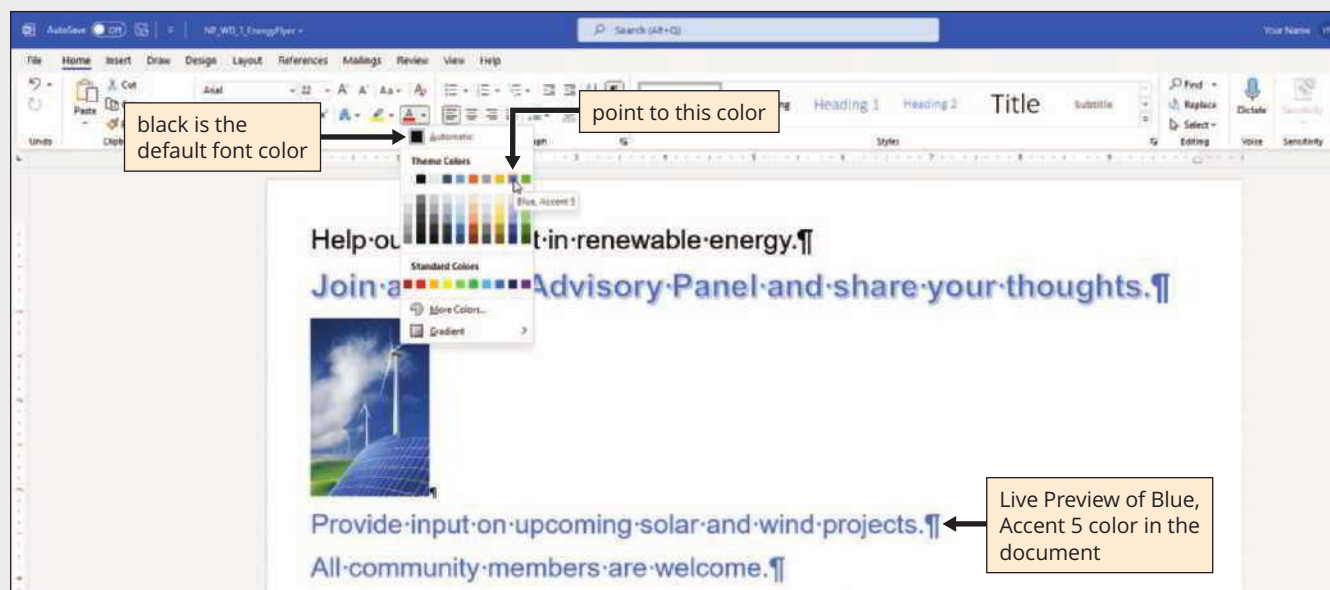 AutoSave Off NP_WD_1_EnergyFlyer Search (Alt+Q) Your Name
File Home Insert Draw Design Layout References Mailings Review View Help
Cut Arial 22 Find
Paste Heading 1 Heading 2 Title Subtitle Replace Dictate
Select
Undo Styles Editing Voice Sensitivity
black is the
default font color
point to this color
Automatic
Theme Colors
Blue, Accent 5
Standard Colors
More Colors...
Gradient
Help·ou t·in·renewable·energy.¶
Join·a Advisory·Panel·and·share·your·thoughts.¶
¶
Provide·input·on·upcoming·solar·and·wind·projects.¶
All·community·members·are·welcome.¶
Live Preview of Blue,
Accent 5 color in the
document